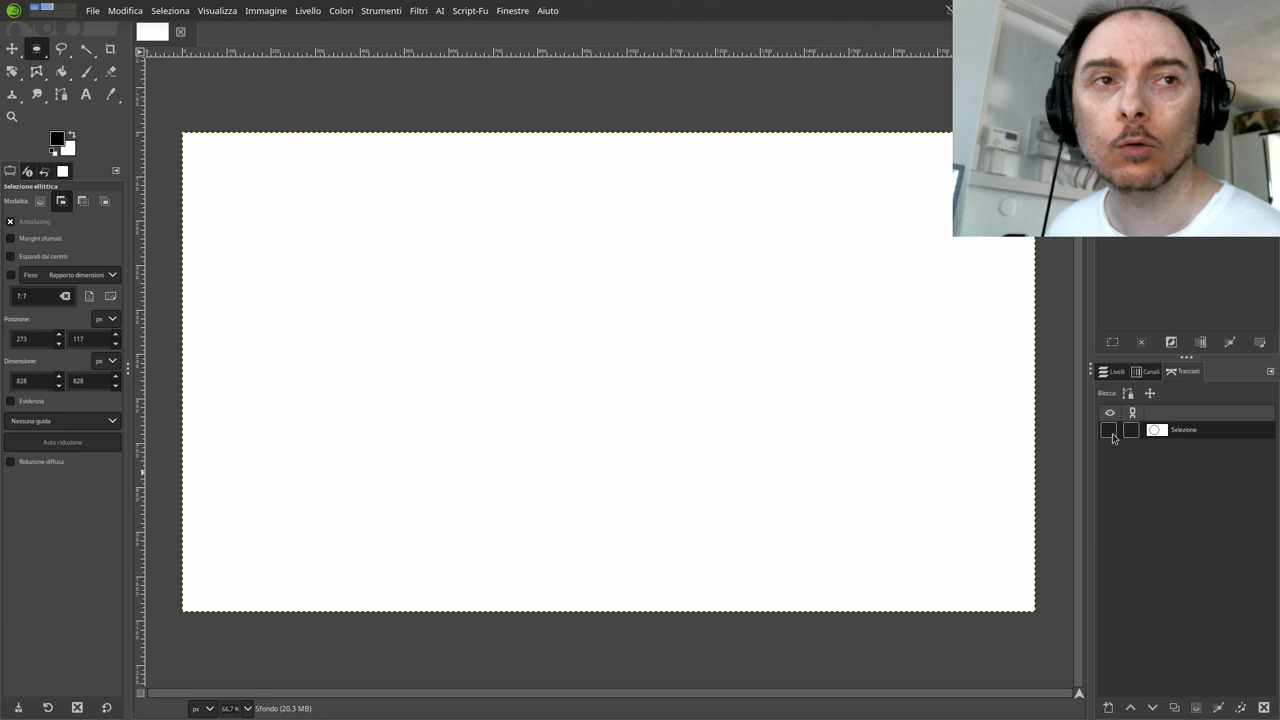 File Modifica Seleziona Visualizza Immagine Livello Colori Strumenti Filtri AI Script-Fu Finestre Aiuto
Selezione ellittica
Modalità:
Antialiasing
Margini sfumati
Espandi dal centro
Fisso Rapporto dimensioni
1:1
Posizione: px
273 117
Dimensione: px
828 828
Evidenzia
Nessuna guida
Auto riduzione
Riduzione diffusa
Livelli Canali Tracciati
Blocca:
Selezione
px 66,7 % Sfondo (20,3 MB)